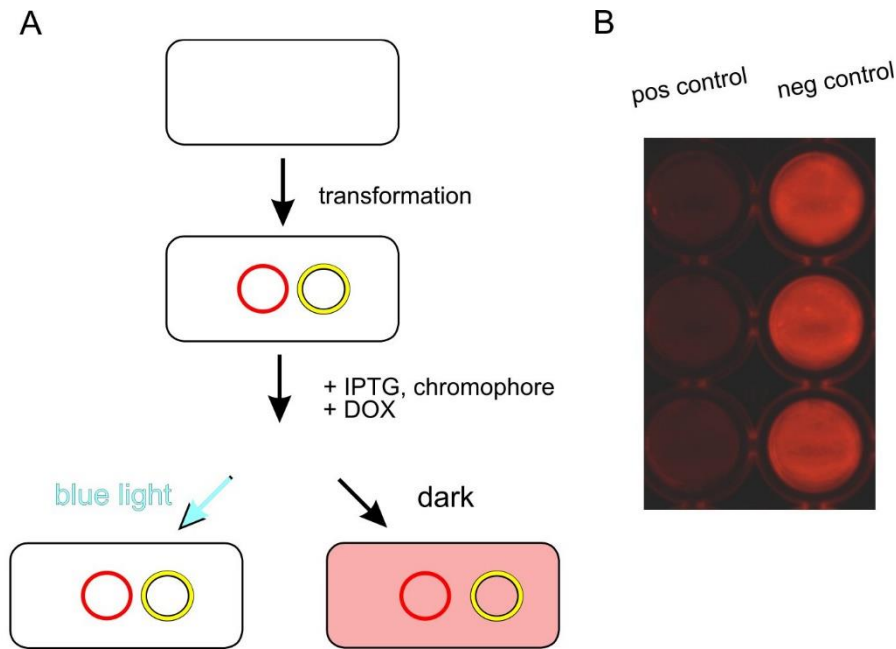 A
B
pos control
neg control
transformation
+ IPTG, chromophore
+ DOX
blue light
dark